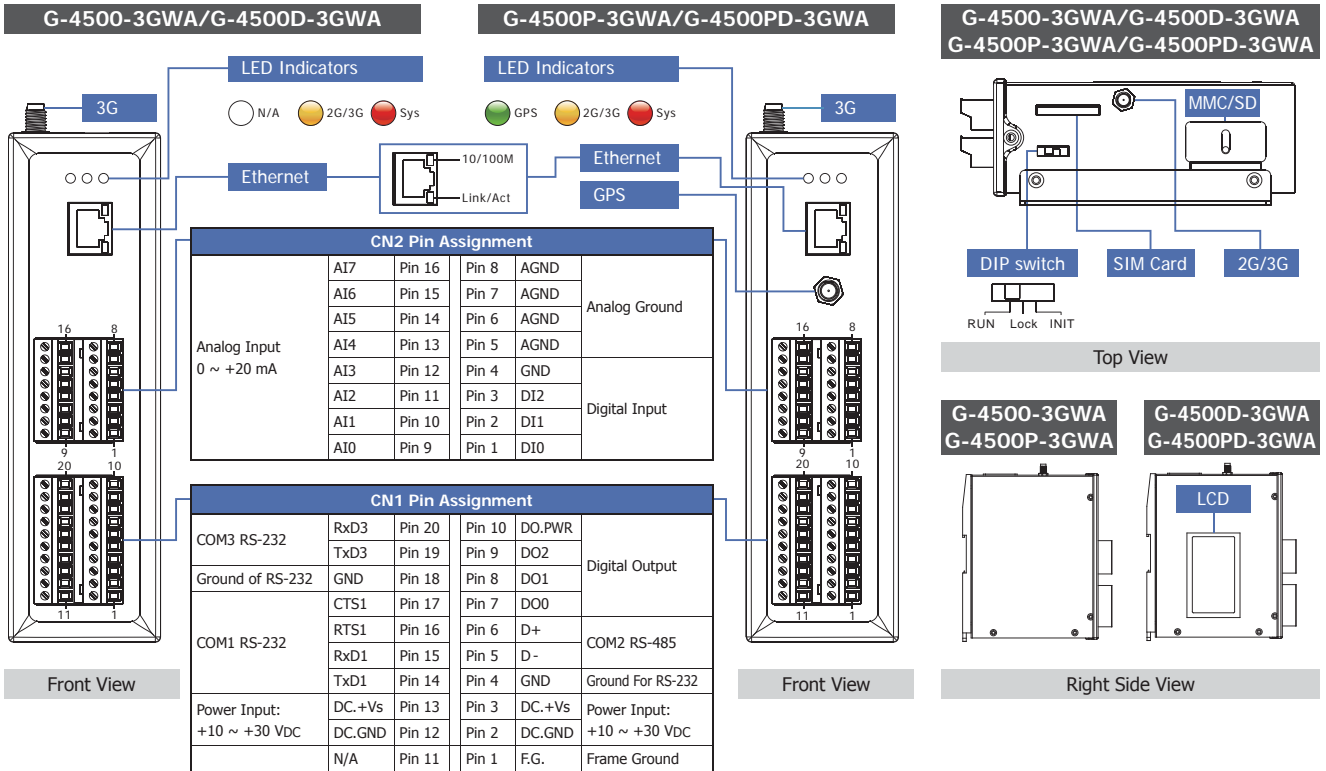 G-4500-3GWA/G-4500D-3GWA
G-4500P-3GWA/G-4500PD-3GWA
G-4500-3GWA/G-4500D-3GWA
G-4500P-3GWA/G-4500PD-3GWA
LED Indicators
LED Indicators
3G
N/A 2G/3G Sys
GPS 2G/3G Sys
3G
MMC/SD
Ethernet
10/100M
Link/Act
Ethernet
GPS
DIP switch
SIM Card
2G/3G
RUN Lock INIT
Top View
16 8
9 1
20 10
11 1
Front View
CN2 Pin Assignment
Analog Input
0 ~ +20 mA
AI7 Pin 16 Pin 8 AGND
AI6 Pin 15 Pin 7 AGND
AI5 Pin 14 Pin 6 AGND
AI4 Pin 13 Pin 5 AGND
Analog Ground
AI3 Pin 12 Pin 4 GND
AI2 Pin 11 Pin 3 DI2
AI1 Pin 10 Pin 2 DI1
AI0 Pin 9 Pin 1 DI0
Digital Input
CN1 Pin Assignment
COM3 RS-232
RxD3 Pin 20 Pin 10 DO.PWR
TxD3 Pin 19 Pin 9 DO2
Ground of RS-232 GND Pin 18 Pin 8 DO1
Digital Output
CTS1 Pin 17 Pin 7 DO0
COM1 RS-232
RTS1 Pin 16 Pin 6 D+
RxD1 Pin 15 Pin 5 D-
COM2 RS-485
TxD1 Pin 14 Pin 4 GND Ground For RS-232
Power Input:
+10 ~ +30 VDC
DC.+Vs Pin 13 Pin 3 DC.+Vs
DC.GND Pin 12 Pin 2 DC.GND
Power Input:
+10 ~ +30 VDC
N/A Pin 11 Pin 1 F.G. Frame Ground
16 8
9 1
20 10
11 1
Front View
G-4500-3GWA
G-4500P-3GWA
G-4500D-3GWA
G-4500PD-3GWA
LCD
Right Side View